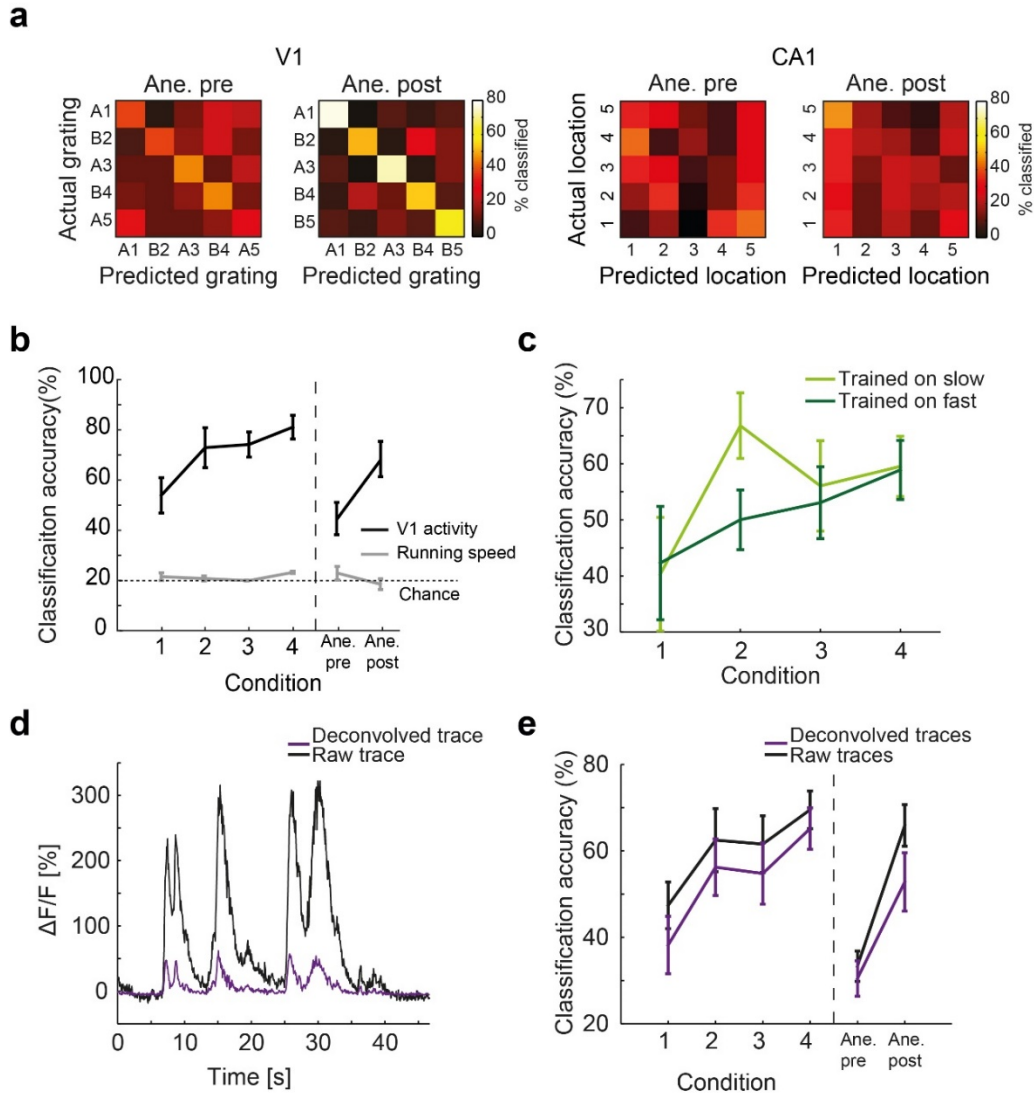 a
V1
CA1
Ane. pre
Ane. post
Ane. pre
Ane. post
Actual grating
A1
B2
A3
B4
A5
A1 B2 A3 B4 A5
Predicted grating
A1
B2
A3
B4
B5
A1 B2 A3 B4 B5
Predicted grating
80
60
40
20
0
% classified
Actual location
5
4
3
2
1
1 2 3 4 5
Predicted location
5
4
3
2
1
1 2 3 4 5
Predicted location
80
60
40
20
0
% classified
b
Classificaiton accuracy(%)
100
80
60
40
20
0
V1 activity
Running speed
Chance
1 2 3 4 Ane. pre Ane. post
Condition
c
Classification accuracy (%)
Trained on slow
Trained on fast
70
60
50
40
30
1 2 3 4
Condition
d
Deconvolved trace
Raw trace
ΔF/F [%]
300
200
100
0
0 10 20 30 40
Time [s]
e
Deconvolved traces
Raw traces
Classification accuracy (%)
80
60
40
20
1 2 3 4 Ane. pre Ane. post
Condition